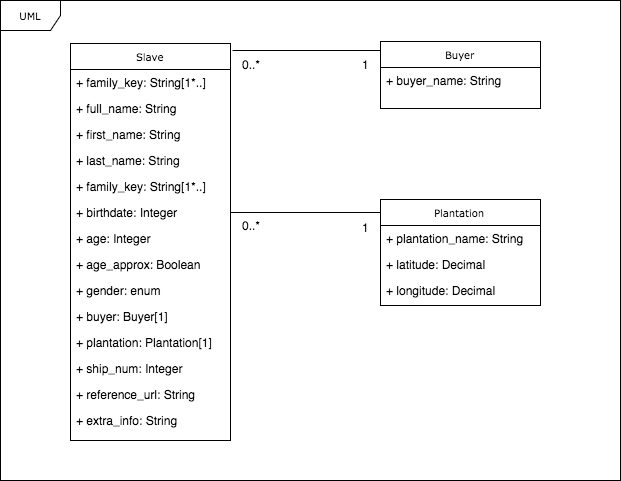 UML
Slave
+ family_key: String[1*..]
+ full_name: String
+ first_name: String
+ last_name: String
+ family_key: String[1*..]
+ birthdate: Integer
+ age: Integer
+ age_approx: Boolean
+ gender: enum
+ buyer: Buyer[1]
+ plantation: Plantation[1]
+ ship_num: Integer
+ reference_url: String
+ extra_info: String
0..*
1
Buyer
+ buyer_name: String
0..*
1
Plantation
+ plantation_name: String
+ latitude: Decimal
+ longitude: Decimal